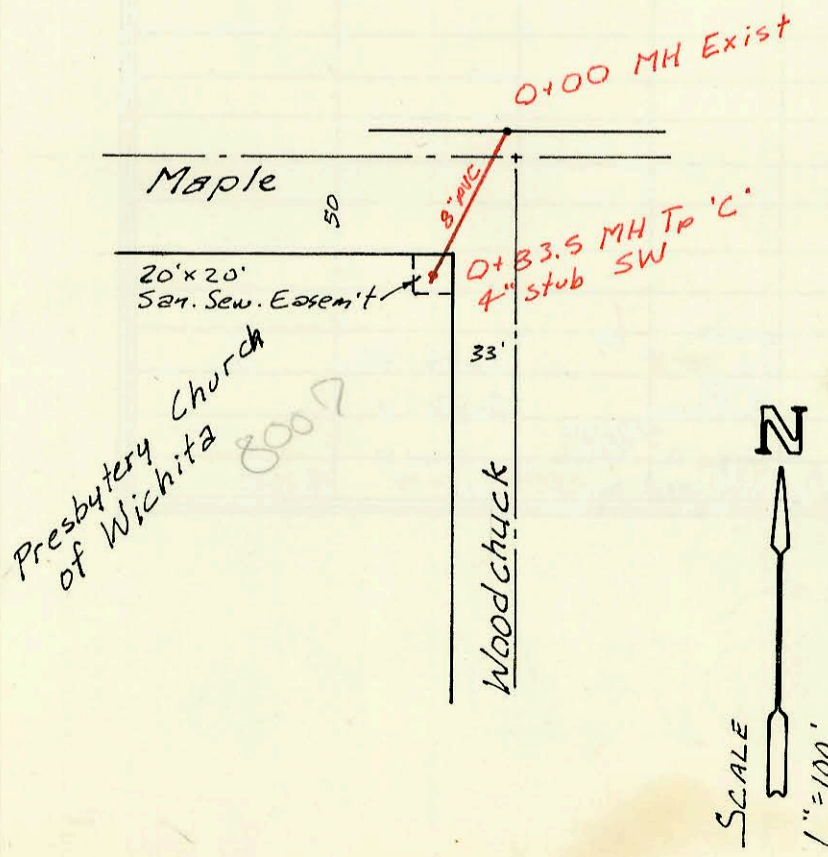 0+00 MH Exist
Maple
50
8" PVC
0+83.5 MH Tp 'C'
4" stub SW
20'x20'
San. Sew. Easem't
33'
Presbytery Church
of Wichita
8007
Woodchuck
N
SCALE
1"=100'